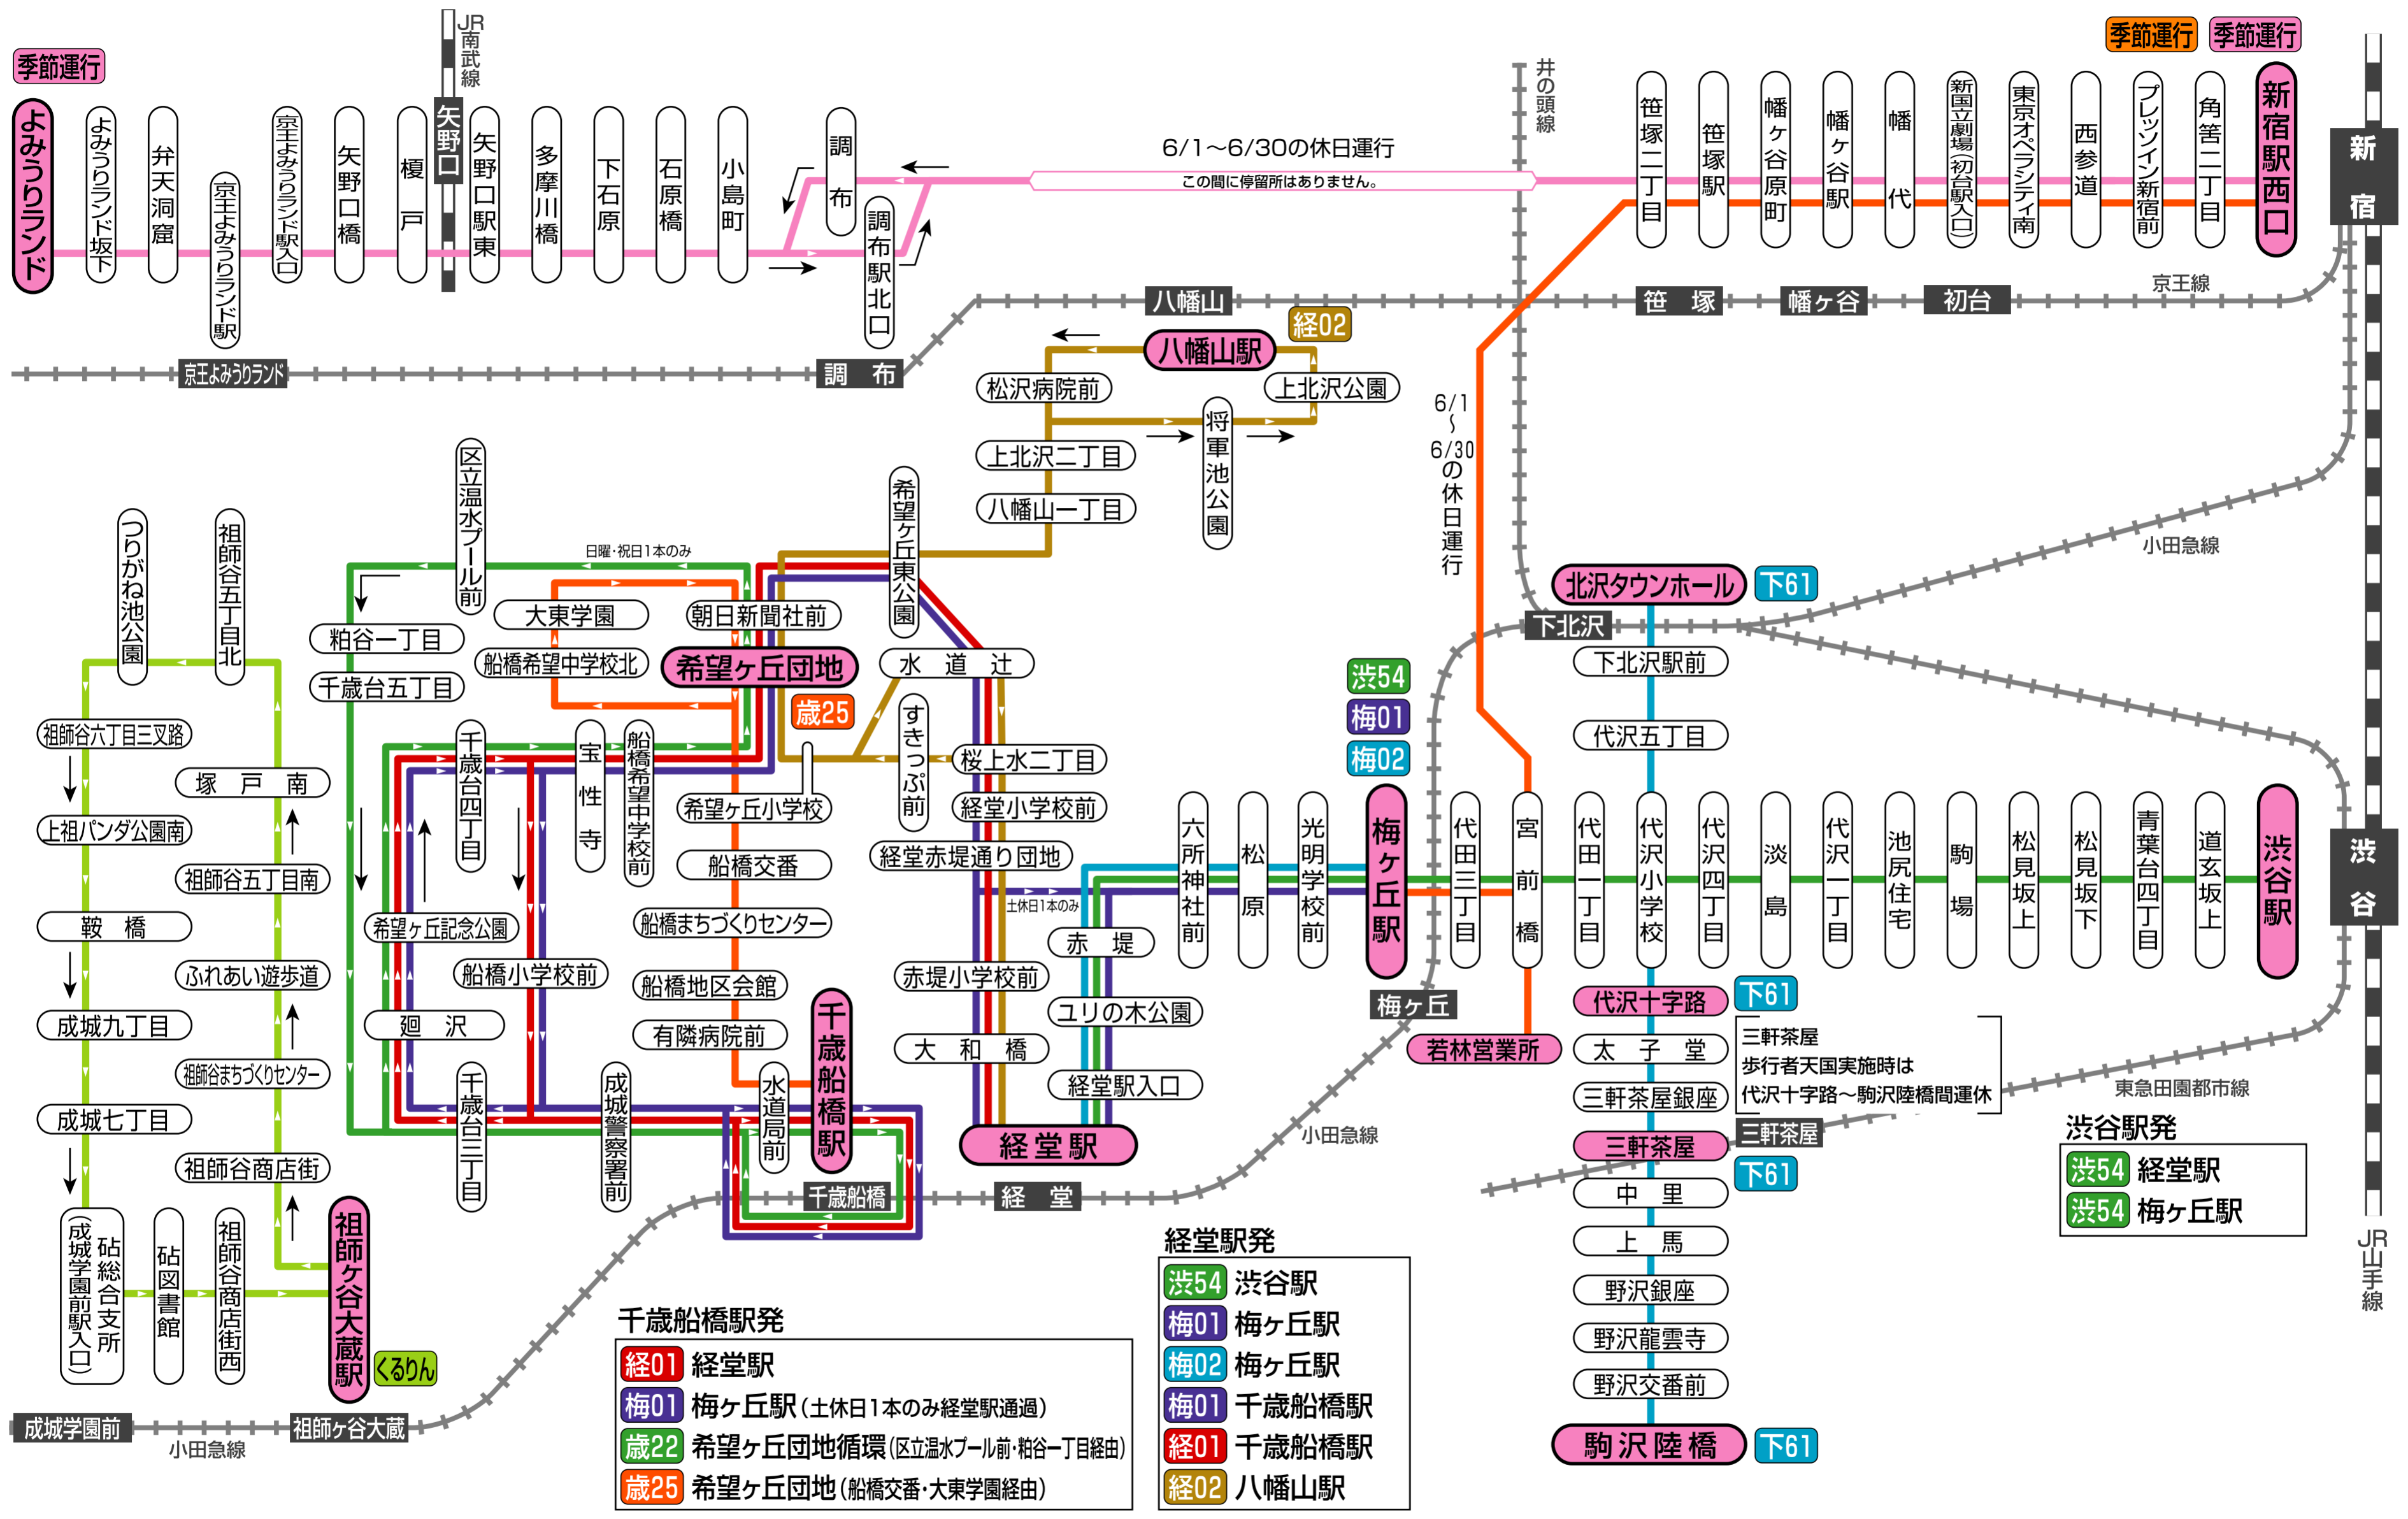 季節運行
よみうりランド
よみうりランド坂下
弁天洞窟
京王よみうりランド駅
京王よみうりランド駅入口
矢野口橋
榎戸
JR南武線
矢野口
矢野口駅東
多摩川橋
下石原
石原橋
小島町
調布
調布駅北口
6/1～6/30の休日運行
この間に停留所はありません。
井の頭線
笹塚二丁目
笹塚駅
幡ヶ谷原町
幡ヶ谷駅
幡代
新国立劇場(初台駅入口)
東京オペラシティ南
西参道
プレッソイン新宿前
角筈二丁目
季節運行
季節運行
新宿駅西口
新宿
京王線
京王よみうりランド
調布
八幡山
笹塚
幡ヶ谷
初台
経02
八幡山駅
松沢病院前
上北沢公園
将軍池公園
上北沢二丁目
八幡山一丁目
6/1～6/30の休日運行
小田急線
区立温水プール前
日曜・祝日1本のみ
希望ヶ丘東公園
つりがね池公園
祖師谷五丁目北
粕谷一丁目
千歳台五丁目
大東学園
船橋希望中学校北
朝日新聞社前
希望ヶ丘団地
歳25
水道辻
すきっぷ前
桜上水二丁目
経堂小学校前
経堂赤堤通り団地
土休日1本のみ
赤堤小学校前
大和橋
祖師谷六丁目三叉路
塚戸南
上祖パンダ公園南
祖師谷五丁目南
鞍橋
ふれあい遊歩道
成城九丁目
祖師谷まちづくりセンター
成城七丁目
祖師谷商店街
砧総合支所
(成城学園前駅入口)
砧図書館
祖師谷商店街西
祖師ヶ谷大蔵駅
くるりん
成城学園前
小田急線
祖師ヶ谷大蔵
千歳台四丁目
宝性寺
船橋希望中学校前
希望ヶ丘記念公園
船橋小学校前
廻沢
千歳台三丁目
成城警察署前
希望ヶ丘小学校
船橋交番
船橋まちづくりセンター
船橋地区会館
有隣病院前
水道局前
千歳船橋駅
千歳船橋
経堂
経堂駅
赤堤
ユリの木公園
経堂駅入口
小田急線
六所神社前
松原
光明学校前
渋54
梅01
梅02
梅ヶ丘駅
梅ヶ丘
代田三丁目
宮前橋
代田一丁目
代沢小学校
代沢四丁目
淡島
代沢一丁目
池尻住宅
駒場
松見坂上
松見坂下
青葉台四丁目
道玄坂上
渋谷駅
渋谷
若林営業所
北沢タウンホール
下61
下北沢
下北沢駅前
代沢五丁目
代沢十字路
下61
三軒茶屋
歩行者天国実施時は
代沢十字路～駒沢陸橋間運休
太子堂
三軒茶屋銀座
三軒茶屋
三軒茶屋
下61
中里
上馬
野沢銀座
野沢龍雲寺
野沢交番前
駒沢陸橋
下61
東急田園都市線
JR山手線
渋谷駅発
渋54 経堂駅
渋54 梅ヶ丘駅
経堂駅発
渋54 渋谷駅
梅01 梅ヶ丘駅
梅02 梅ヶ丘駅
梅01 千歳船橋駅
経01 千歳船橋駅
経02 八幡山駅
千歳船橋駅発
経01 経堂駅
梅01 梅ヶ丘駅(土休日1本のみ経堂駅通過)
歳22 希望ヶ丘団地循環(区立温水プール前・粕谷一丁目経由)
歳25 希望ヶ丘団地(船橋交番・大東学園経由)